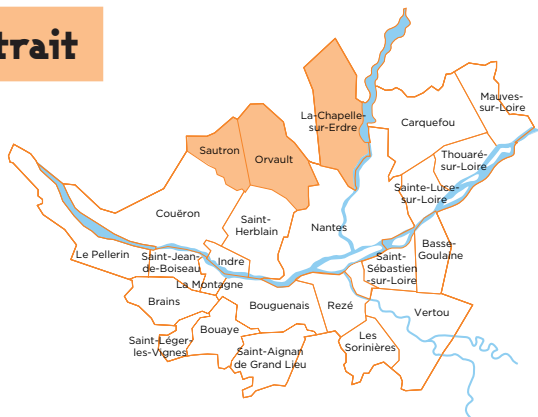 trait
La-Chapelle-
sur-Erdre
Mauves-
sur-Loire
Carquefou
Sautron
Orvault
Thouaré-
sur-Loire
Sainte-Luce-
sur-Loire
Couëron
Saint-
Herblain
Nantes
Basse-
Goulaine
Le Pellerin
Saint-Jean-
de-Boiseau
Indre
Saint-
Sébastien
-sur-Loire
La Montagne
Brains
Bouguenais
Rezé
Vertou
Bouaye
Saint-Léger-
les-Vignes
Les
Sorinières
Saint-Aignan
de Grand Lieu